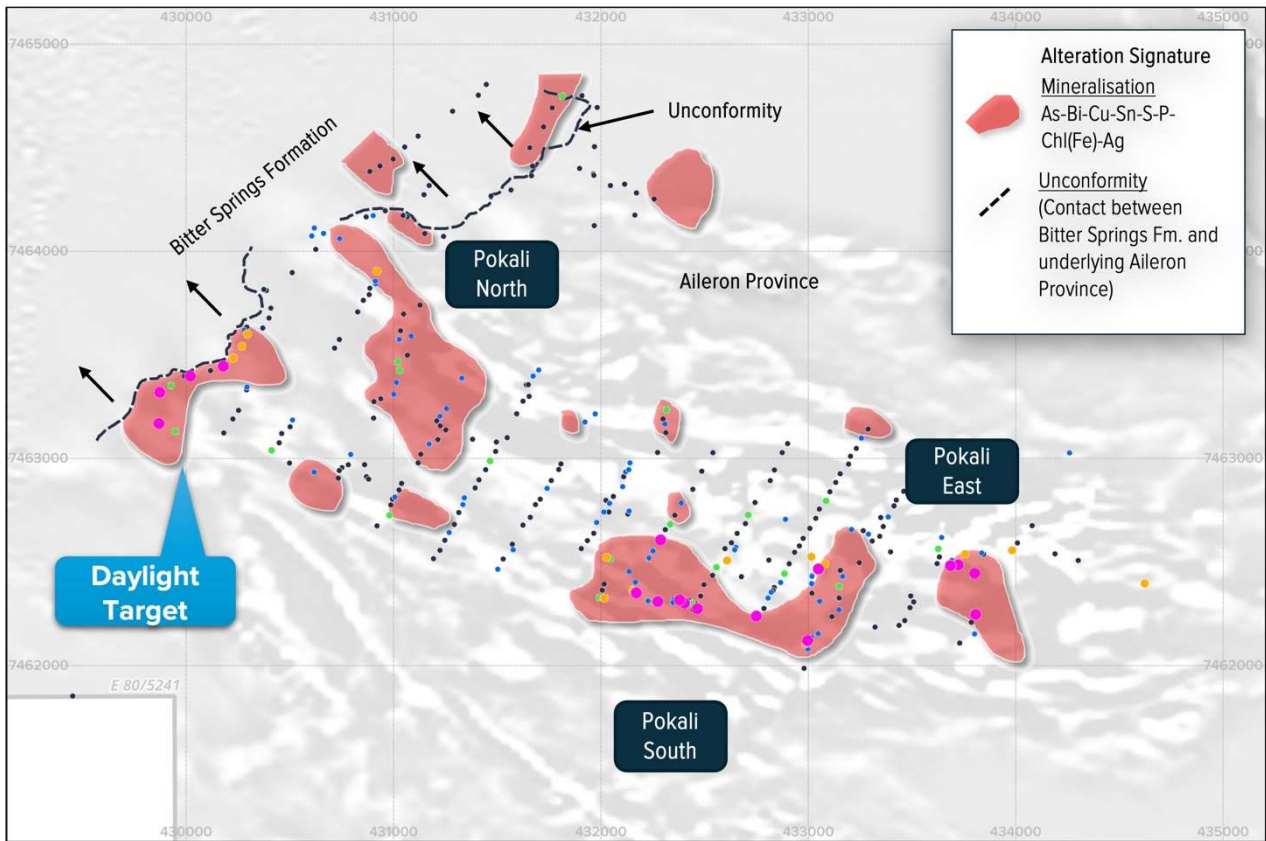 430000
431000
432000
433000
434000
435000
7465000
Alteration Signature
Mineralisation
As-Bi-Cu-Sn-S-P-
Chl(Fe)-Ag
Unconformity
(Contact between
Bitter Springs Fm. and
underlying Aileron
Province)
Unconformity
Bitter Springs Formation
7464000
Pokali
North
Aileron Province
7463000
Pokali
East
Daylight
Target
7462000
E 80/5241
Pokali
South
430000
431000
432000
433000
434000
435000